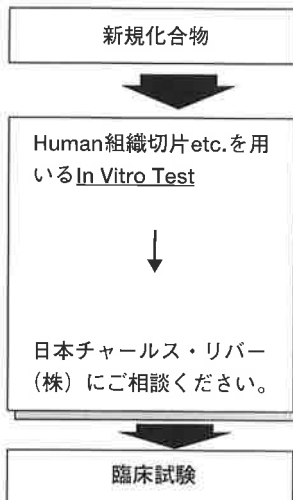 新規化合物
Human組織切片etc.を用
いるIn Vitro Test
日本チャールス・リバー
(株)にご相談ください。
臨床試験